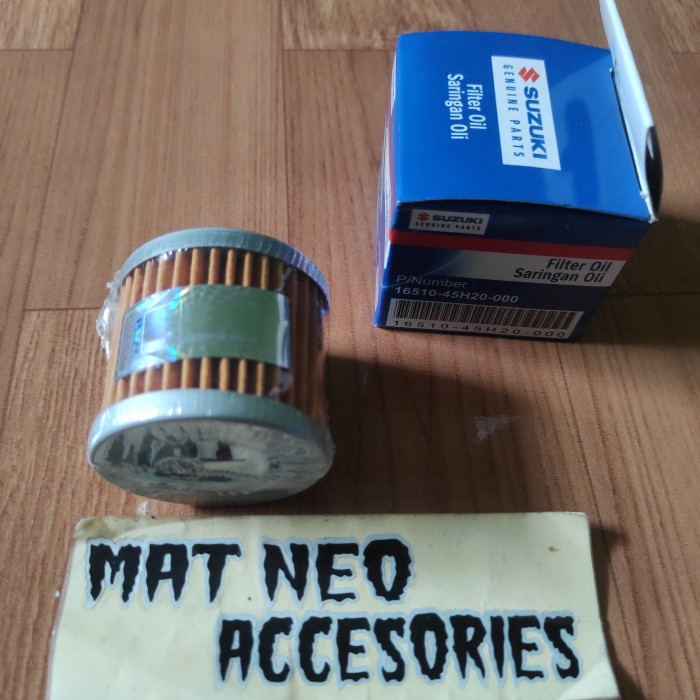 SUZUKI
GENUINE PARTS
Filter Oil
Saringan Oli
SUZUKI
GENUINE PARTS
Filter Oil
Saringan Oli
P/Number :
16510-45H20-000
16510-45H20-000
MAT NEO
ACCESORIES